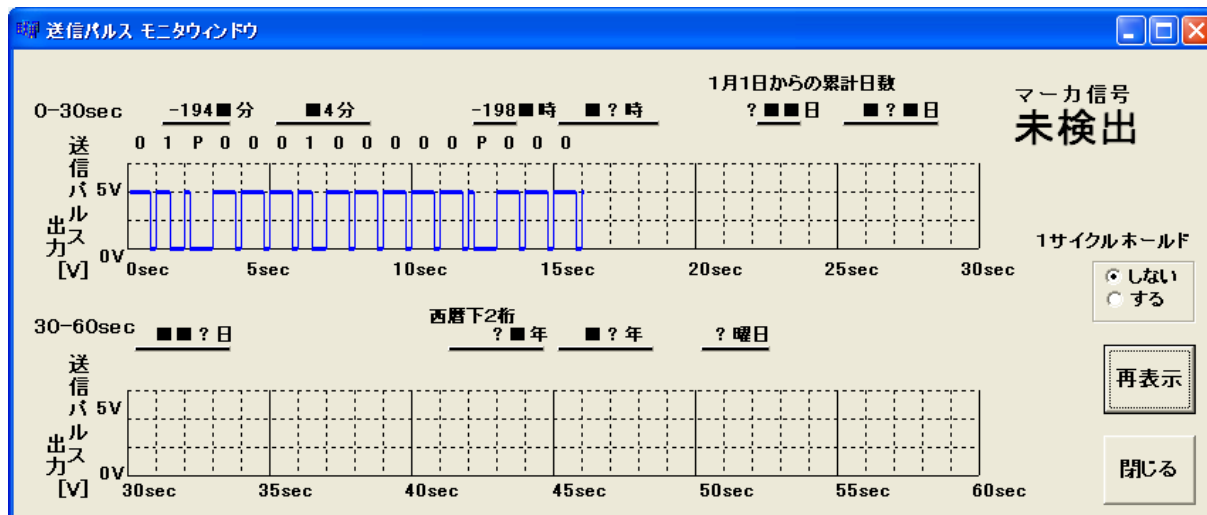 送信パルス モニタウィンドウ
1月1日からの累計日数
0-30sec -194■分 ■4分 -198■時 ■?時 ?■■日 ■?■日
マーカ信号
未検出
0 1 P 0 0 0 1 0 0 0 0 0 P 0 0 0
送信パルス出力[V]
5V
0V
0sec 5sec 10sec 15sec 20sec 25sec 30sec
1サイクルホールド
しない
する
西暦下2桁
30-60sec ■■?日 ?■年 ■?年 ?曜日
送信パルス出力[V]
5V
0V
30sec 35sec 40sec 45sec 50sec 55sec 60sec
再表示
閉じる